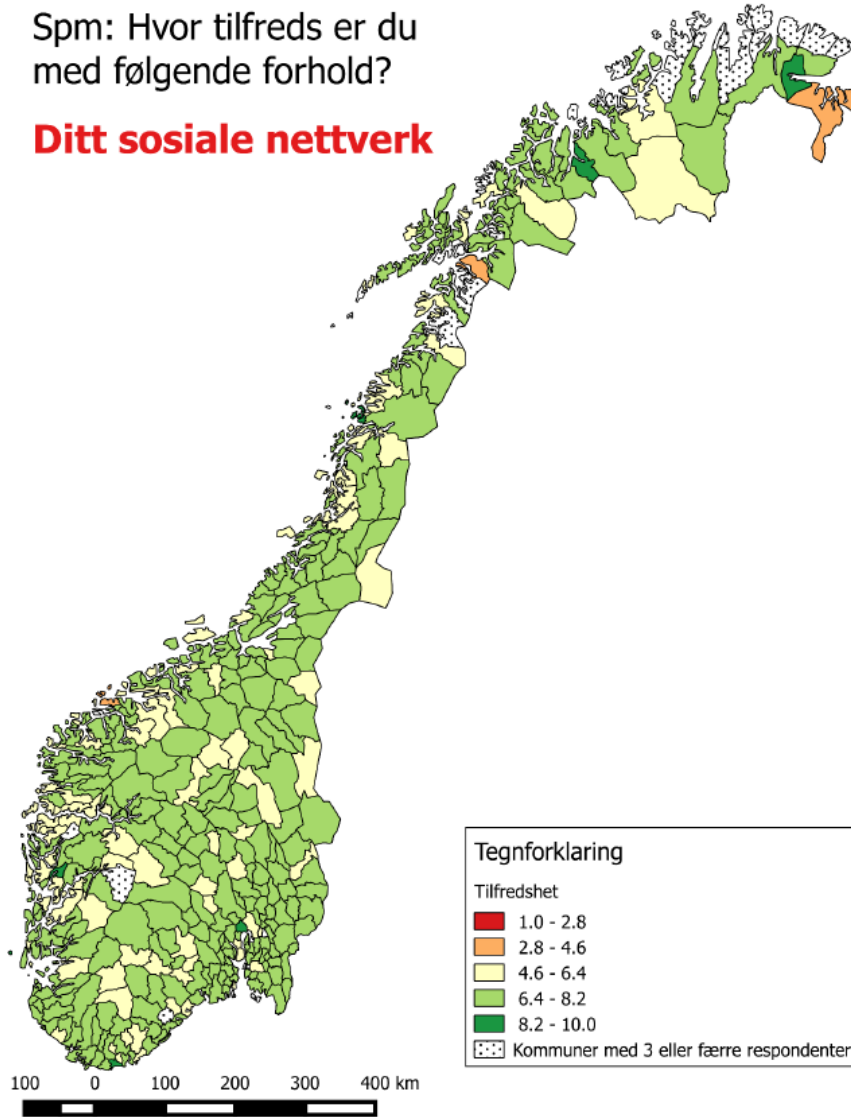 Spm: Hvor tilfreds er du
med følgende forhold?
Ditt sosiale nettverk
Tegnforklaring
Tilfredshet
1.0 - 2.8
2.8 - 4.6
4.6 - 6.4
6.4 - 8.2
8.2 - 10.0
Kommuner med 3 eller færre respondenter
100 0 100 200 300 400 km